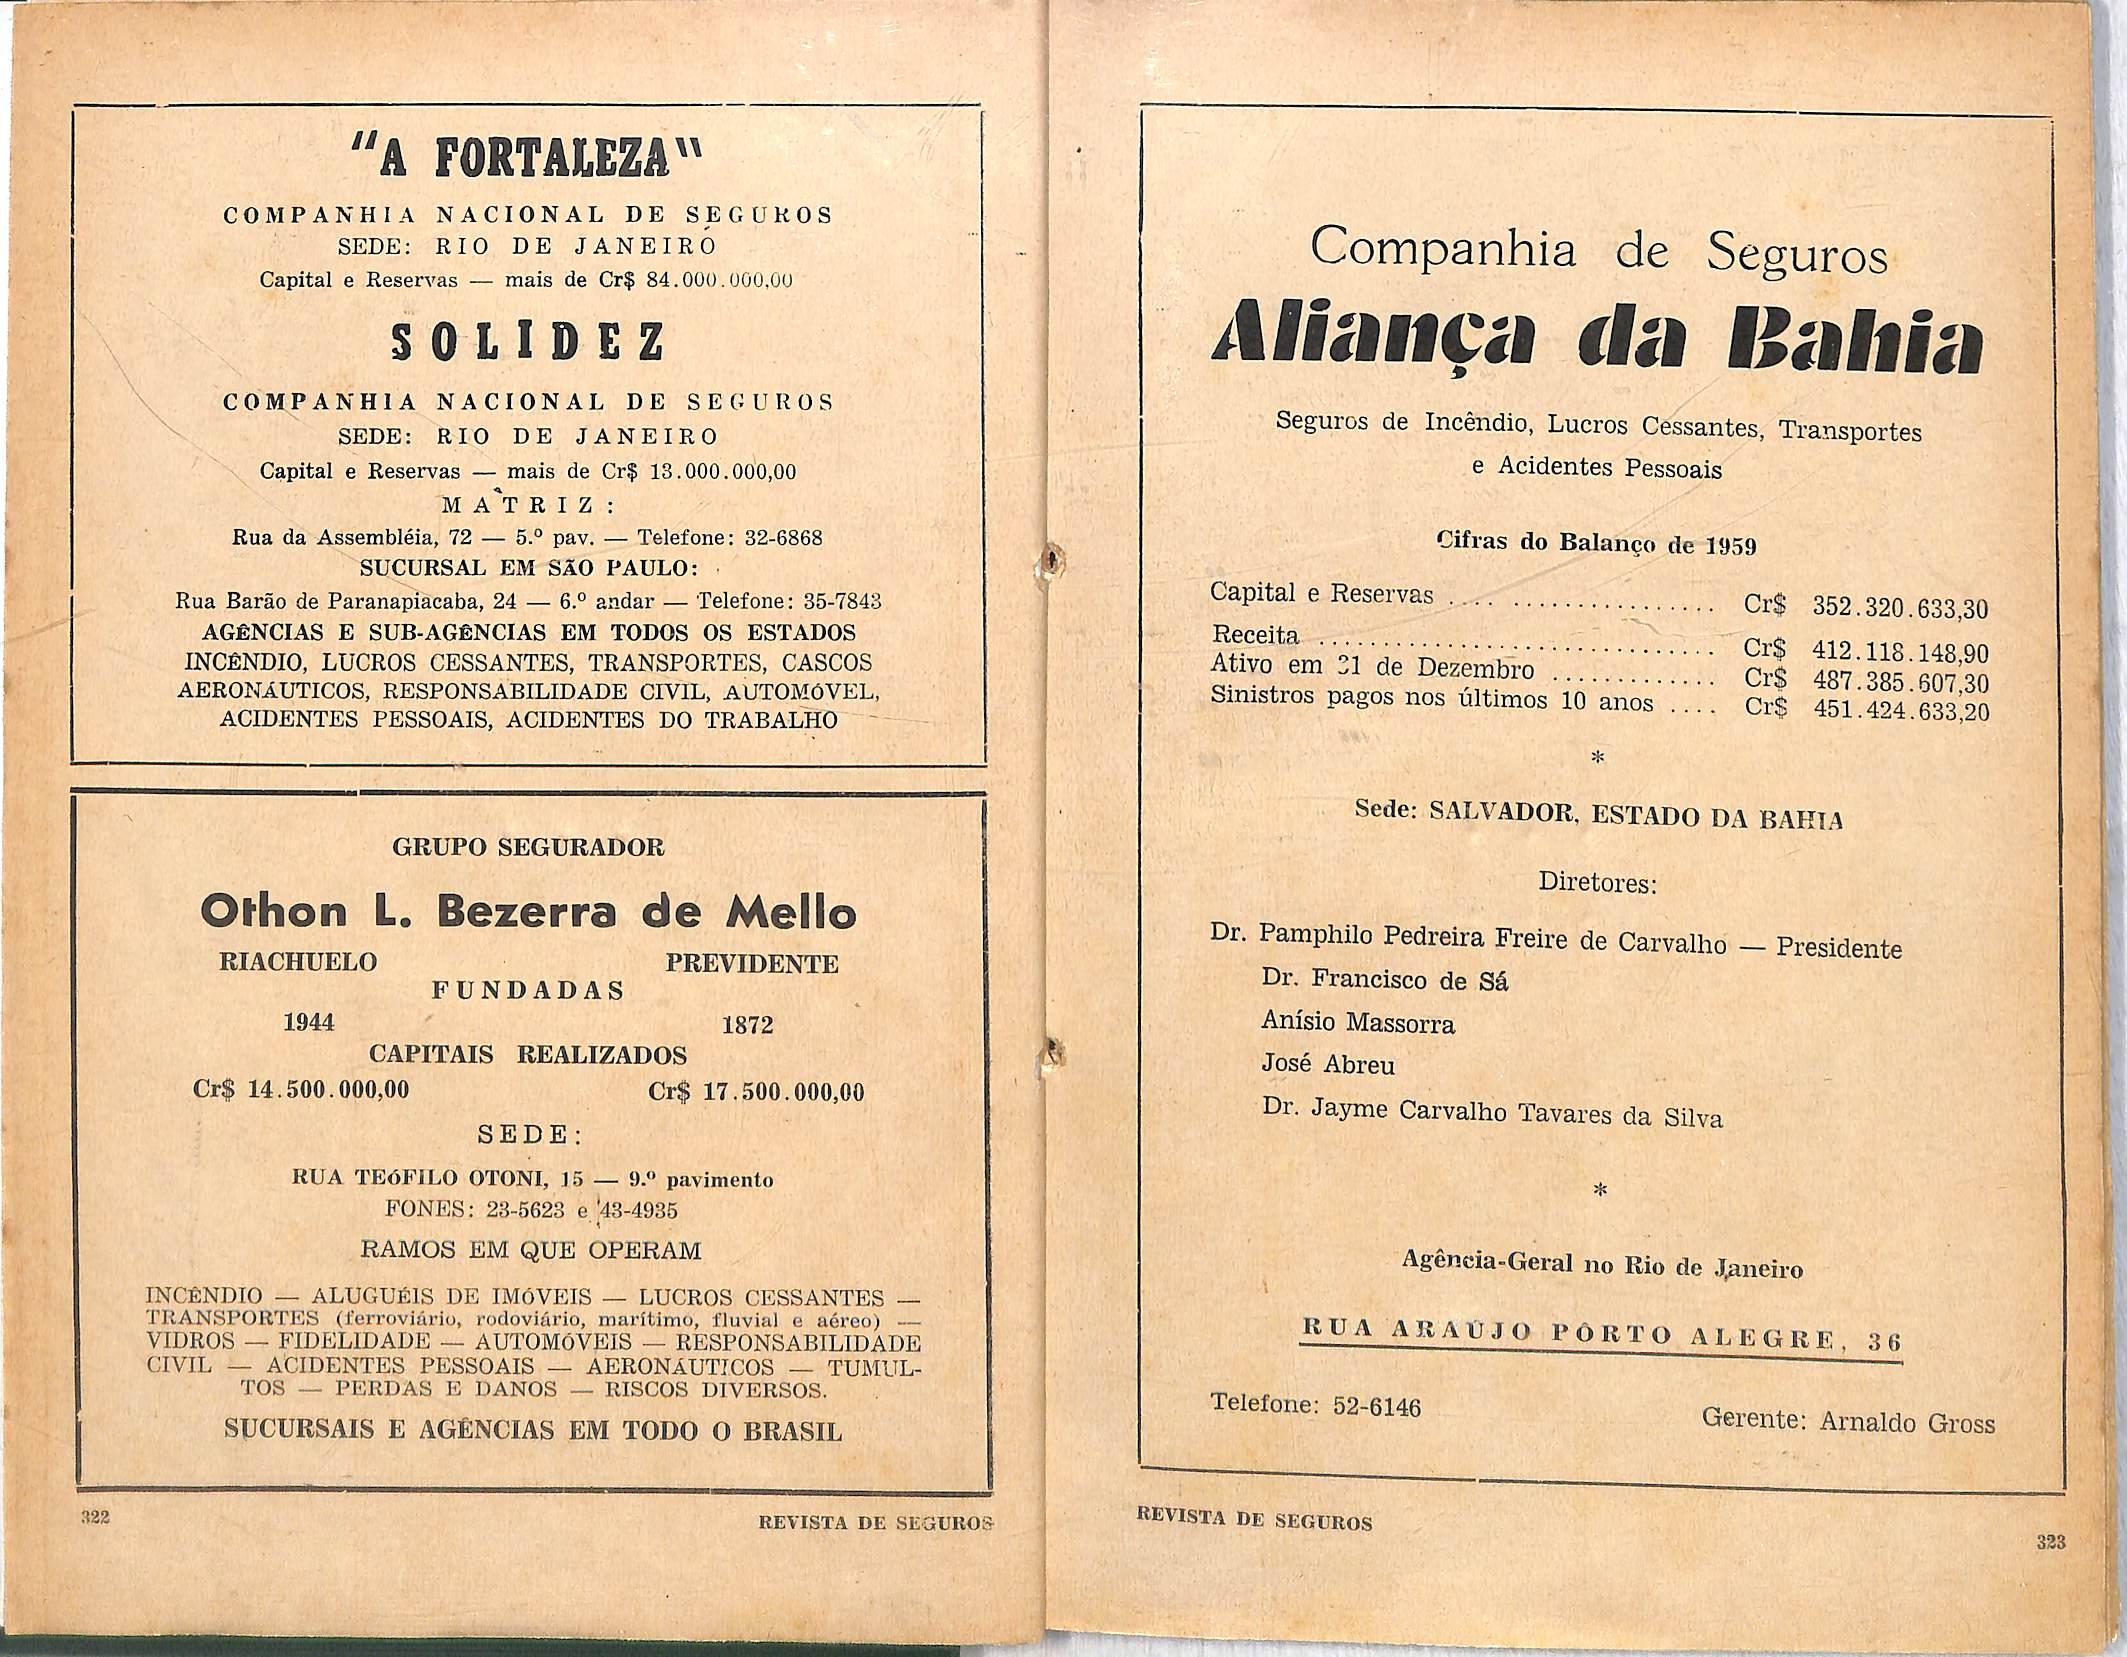 "A FORTALEZA"
COMPANHIA NACIONAL DE SEGUROS
SEDE: RIO DE JANEIRO
Capital e Reservas — mais de Cr$ 84.000.000,00
SOLIDEZ
COMPANHIA NACIONAL DE SEGUROS
SEDE: RIO DE JANEIRO
Capital e Reservas — mais de Cr$ 13.000.000,00
MATRIZ:
Rua da Assembléia, 72 — 5.º pav. — Telefone: 32-6868
SUCURSAL EM SÃO PAULO:
Rua Barão de Paranapiacaba, 24 — 6.º andar — Telefone: 35-7843
AGÊNCIAS E SUB-AGÊNCIAS EM TODOS OS ESTADOS
INCÊNDIO, LUCROS CESSANTES, TRANSPORTES, CASCOS
AERONÁUTICOS, RESPONSABILIDADE CIVIL, AUTOMóVEL,
ACIDENTES PESSOAIS, ACIDENTES DO TRABALHO
GRUPO SEGURADOR
Othon L. Bezerra de Mello
RIACHUELO PREVIDENTE
FUNDADAS
1944 1872
CAPITAIS REALIZADOS
Cr$ 14.500.000,00 Cr$ 17.500.000,00
SEDE:
RUA TEóFILO OTONI, 15 — 9.º pavimento
FONES: 23-5623 e 43-4935
RAMOS EM QUE OPERAM
INCÊNDIO — ALUGUÉIS DE IMóVEIS — LUCROS CESSANTES —
TRANSPORTES (ferroviário, rodoviário, marítimo, fluvial e aéreo) —
VIDROS — FIDELIDADE — AUTOMÓVEIS — RESPONSABILIDADE
CIVIL — ACIDENTES PESSOAIS — AERONÁUTICOS — TUMUL-
TOS — PERDAS E DANOS — RISCOS DIVERSOS.
SUCURSAIS E AGÊNCIAS EM TODO O BRASIL
322 REVISTA DE SEGUROS
Companhia de Seguros
Aliança da Bahia
Seguros de Incêndio, Lucros Cessantes, Transportes
e Acidentes Pessoais
Cifras do Balanço de 1959
Capital e Reservas .... ................ Cr$ 352.320.633,30
Receita ................................ Cr$ 412.118.148,90
Ativo em 31 de Dezembro ............. Cr$ 487.385.607,30
Sinistros pagos nos últimos 10 anos .... Cr$ 451.424.633,20
*
Sede: SALVADOR, ESTADO DA BAHIA
Diretores:
Dr. Pamphilo Pedreira Freire de Carvalho — Presidente
Dr. Francisco de Sá
Anísio Massorra
José Abreu
Dr. Jayme Carvalho Tavares da Silva
*
Agência-Geral no Rio de Janeiro
RUA ARAÚJO PÔRTO ALEGRE, 36
Telefone: 52-6146 Gerente: Arnaldo Gross
REVISTA DE SEGUROS 323